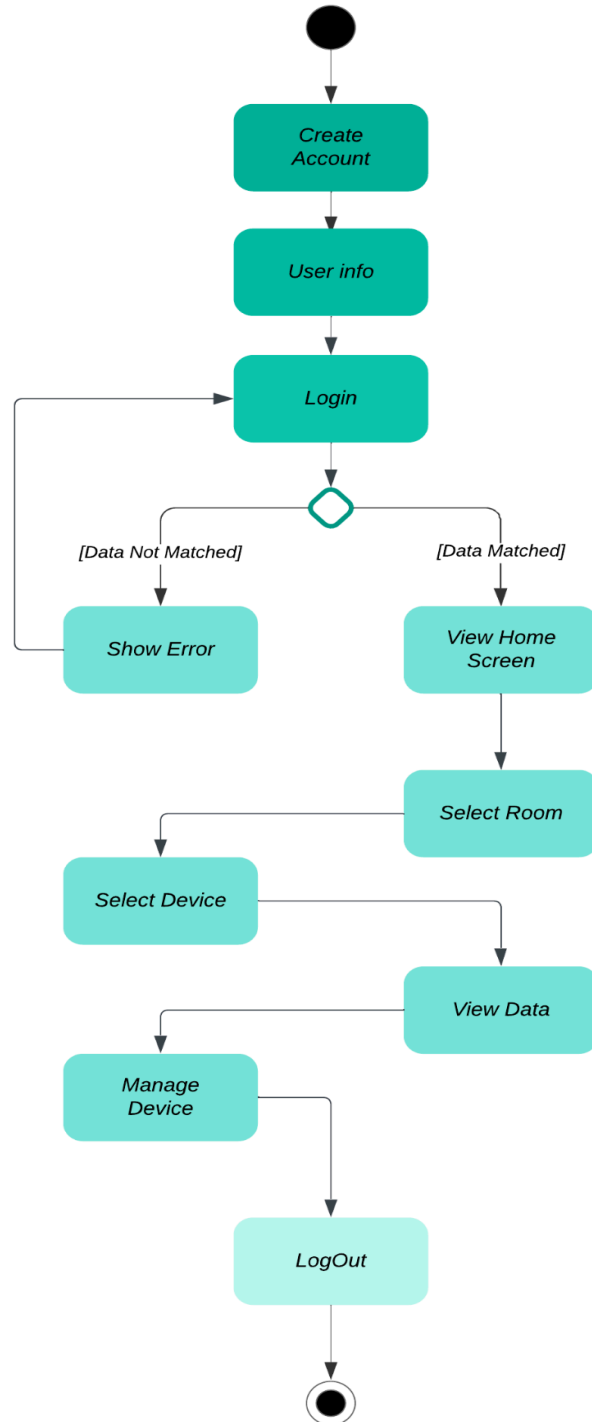 Create
Account
User info
Login
[Data Not Matched]
[Data Matched]
Show Error
View Home
Screen
Select Room
Select Device
View Data
Manage
Device
LogOut